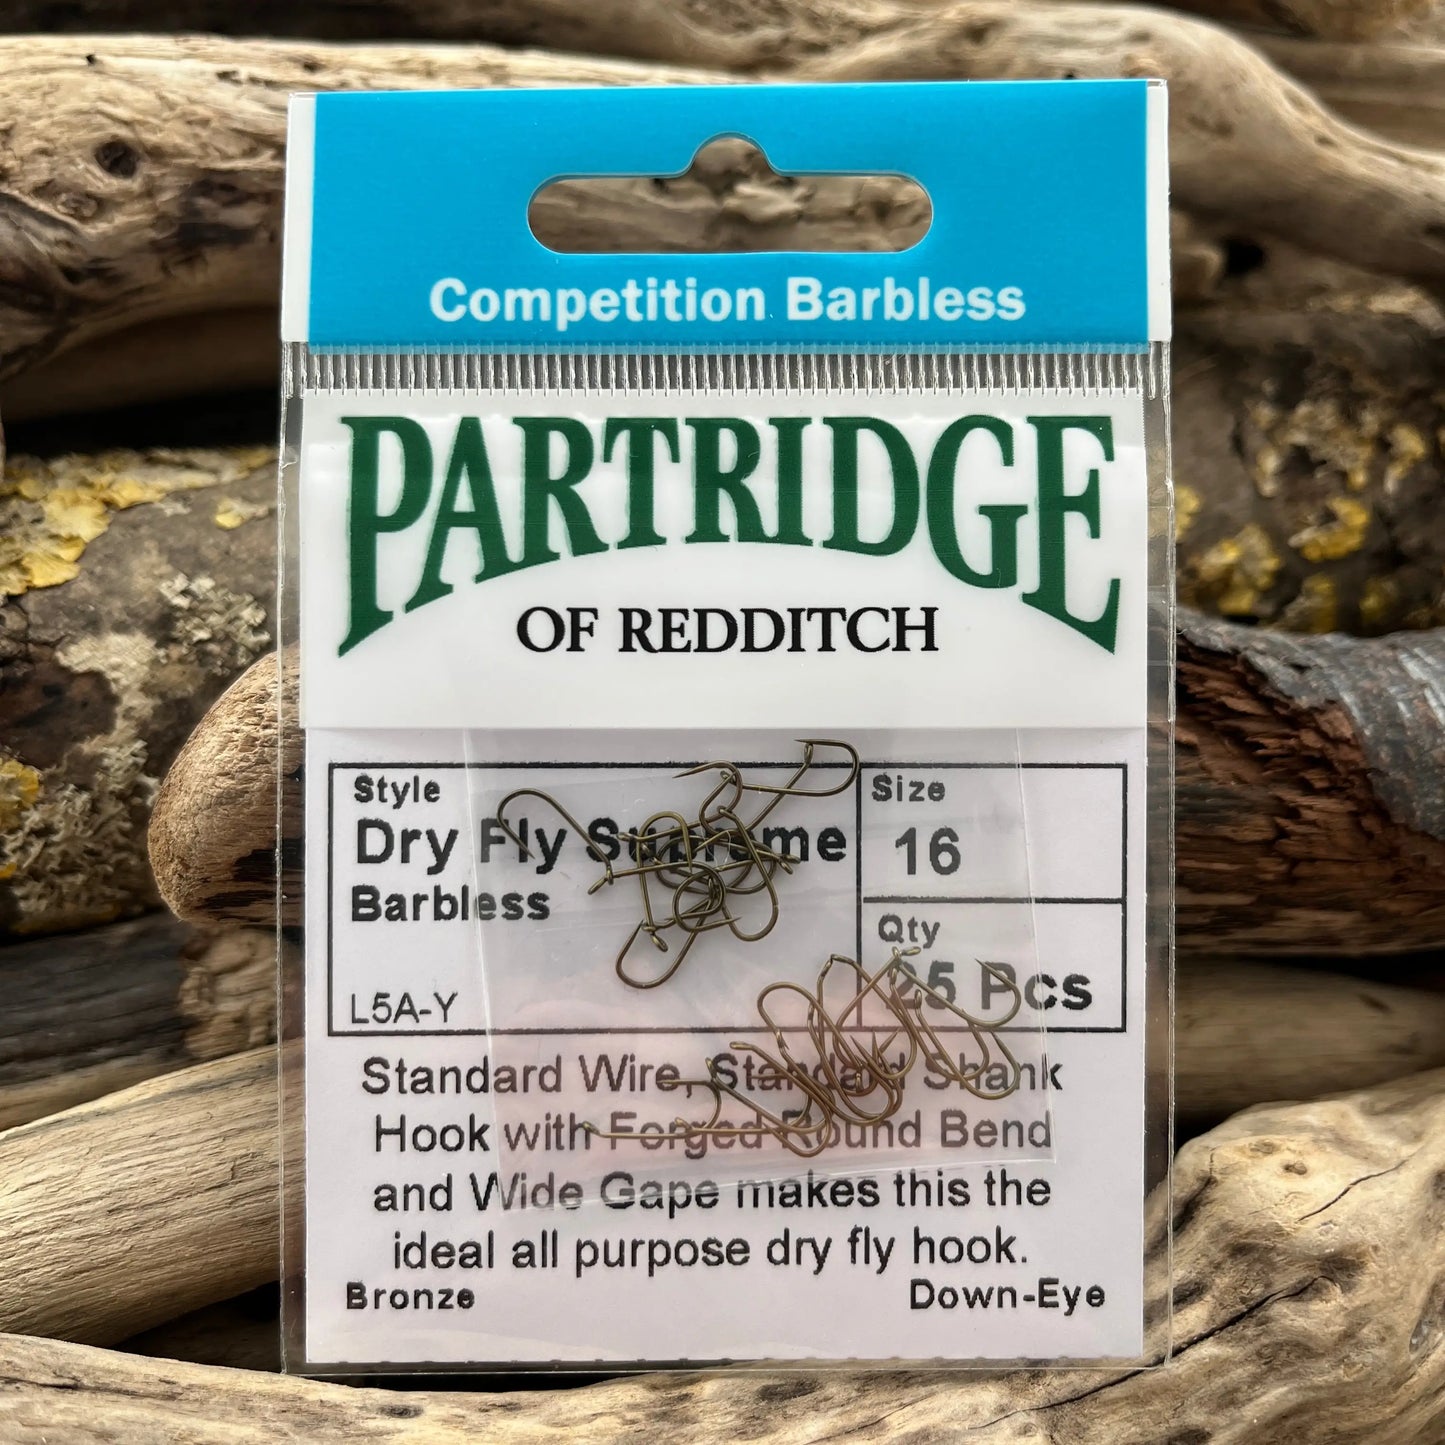 Competition Barbless
PARTRIDGE
OF REDDITCH
Style
Dry Fly Supreme
Barbless
L5A-Y
Size
16
Qty
25 Pcs
Standard Wire, Standard Shank
Hook with Forged Round Bend
and Wide Gape makes this the
ideal all purpose dry fly hook.
Bronze
Down-Eye